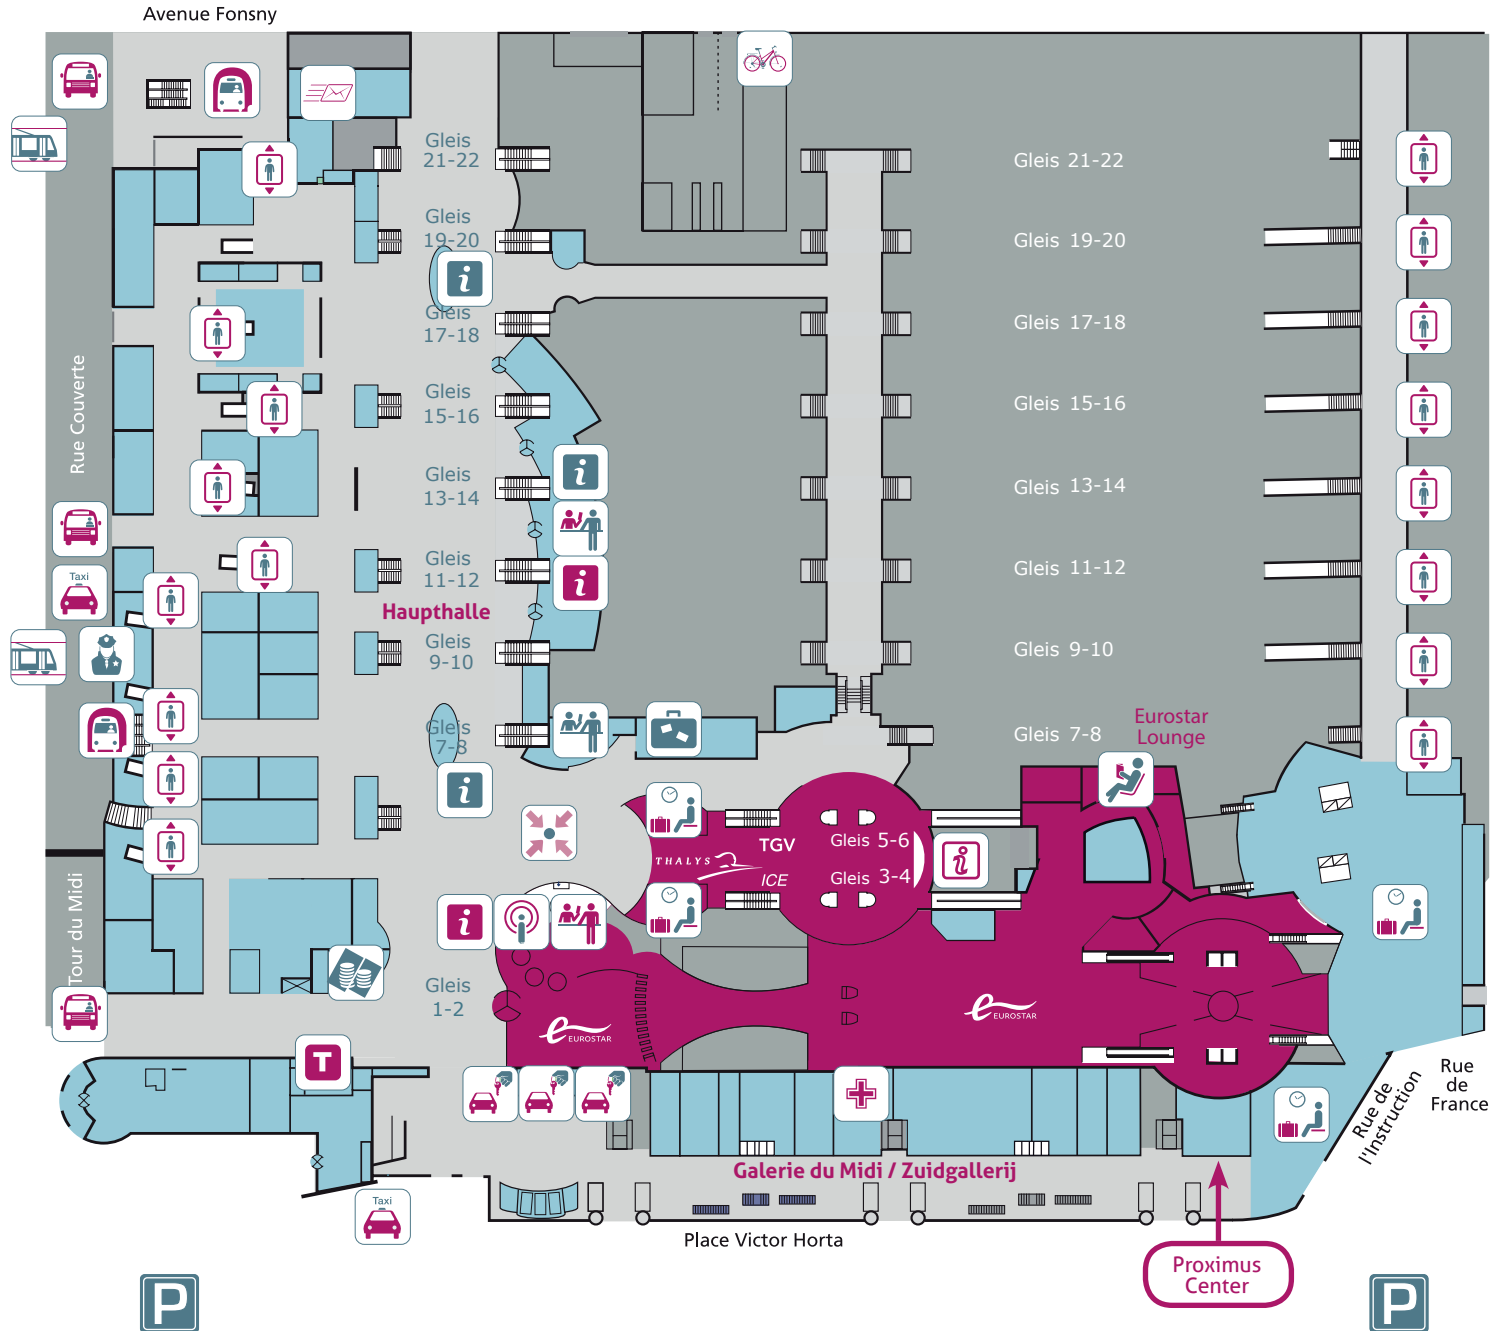 Avenue Fonsny
Gleis
21-22
Gleis 21-22
Gleis
19-20
Gleis 19-20
i
Gleis
17-18
Gleis 17-18
Rue Couverte
Gleis
15-16
Gleis 15-16
i
Gleis
13-14
Gleis 13-14
Taxi
i
Gleis
11-12
Gleis 11-12
Haupthalle
Gleis
9-10
Gleis 9-10
Gleis
7-8
Gleis 7-8
Eurostar
Lounge
i
TGV
THALYS
ICE
Gleis 5-6
Gleis 3-4
i
Tour du Midi
i
Gleis
1-2
e
EUROSTAR
e
EUROSTAR
T
Rue de
l'Instruction
Rue
de
France
Galerie du Midi / Zuidgallerij
Taxi
Place Victor Horta
Proximus
Center
P
P